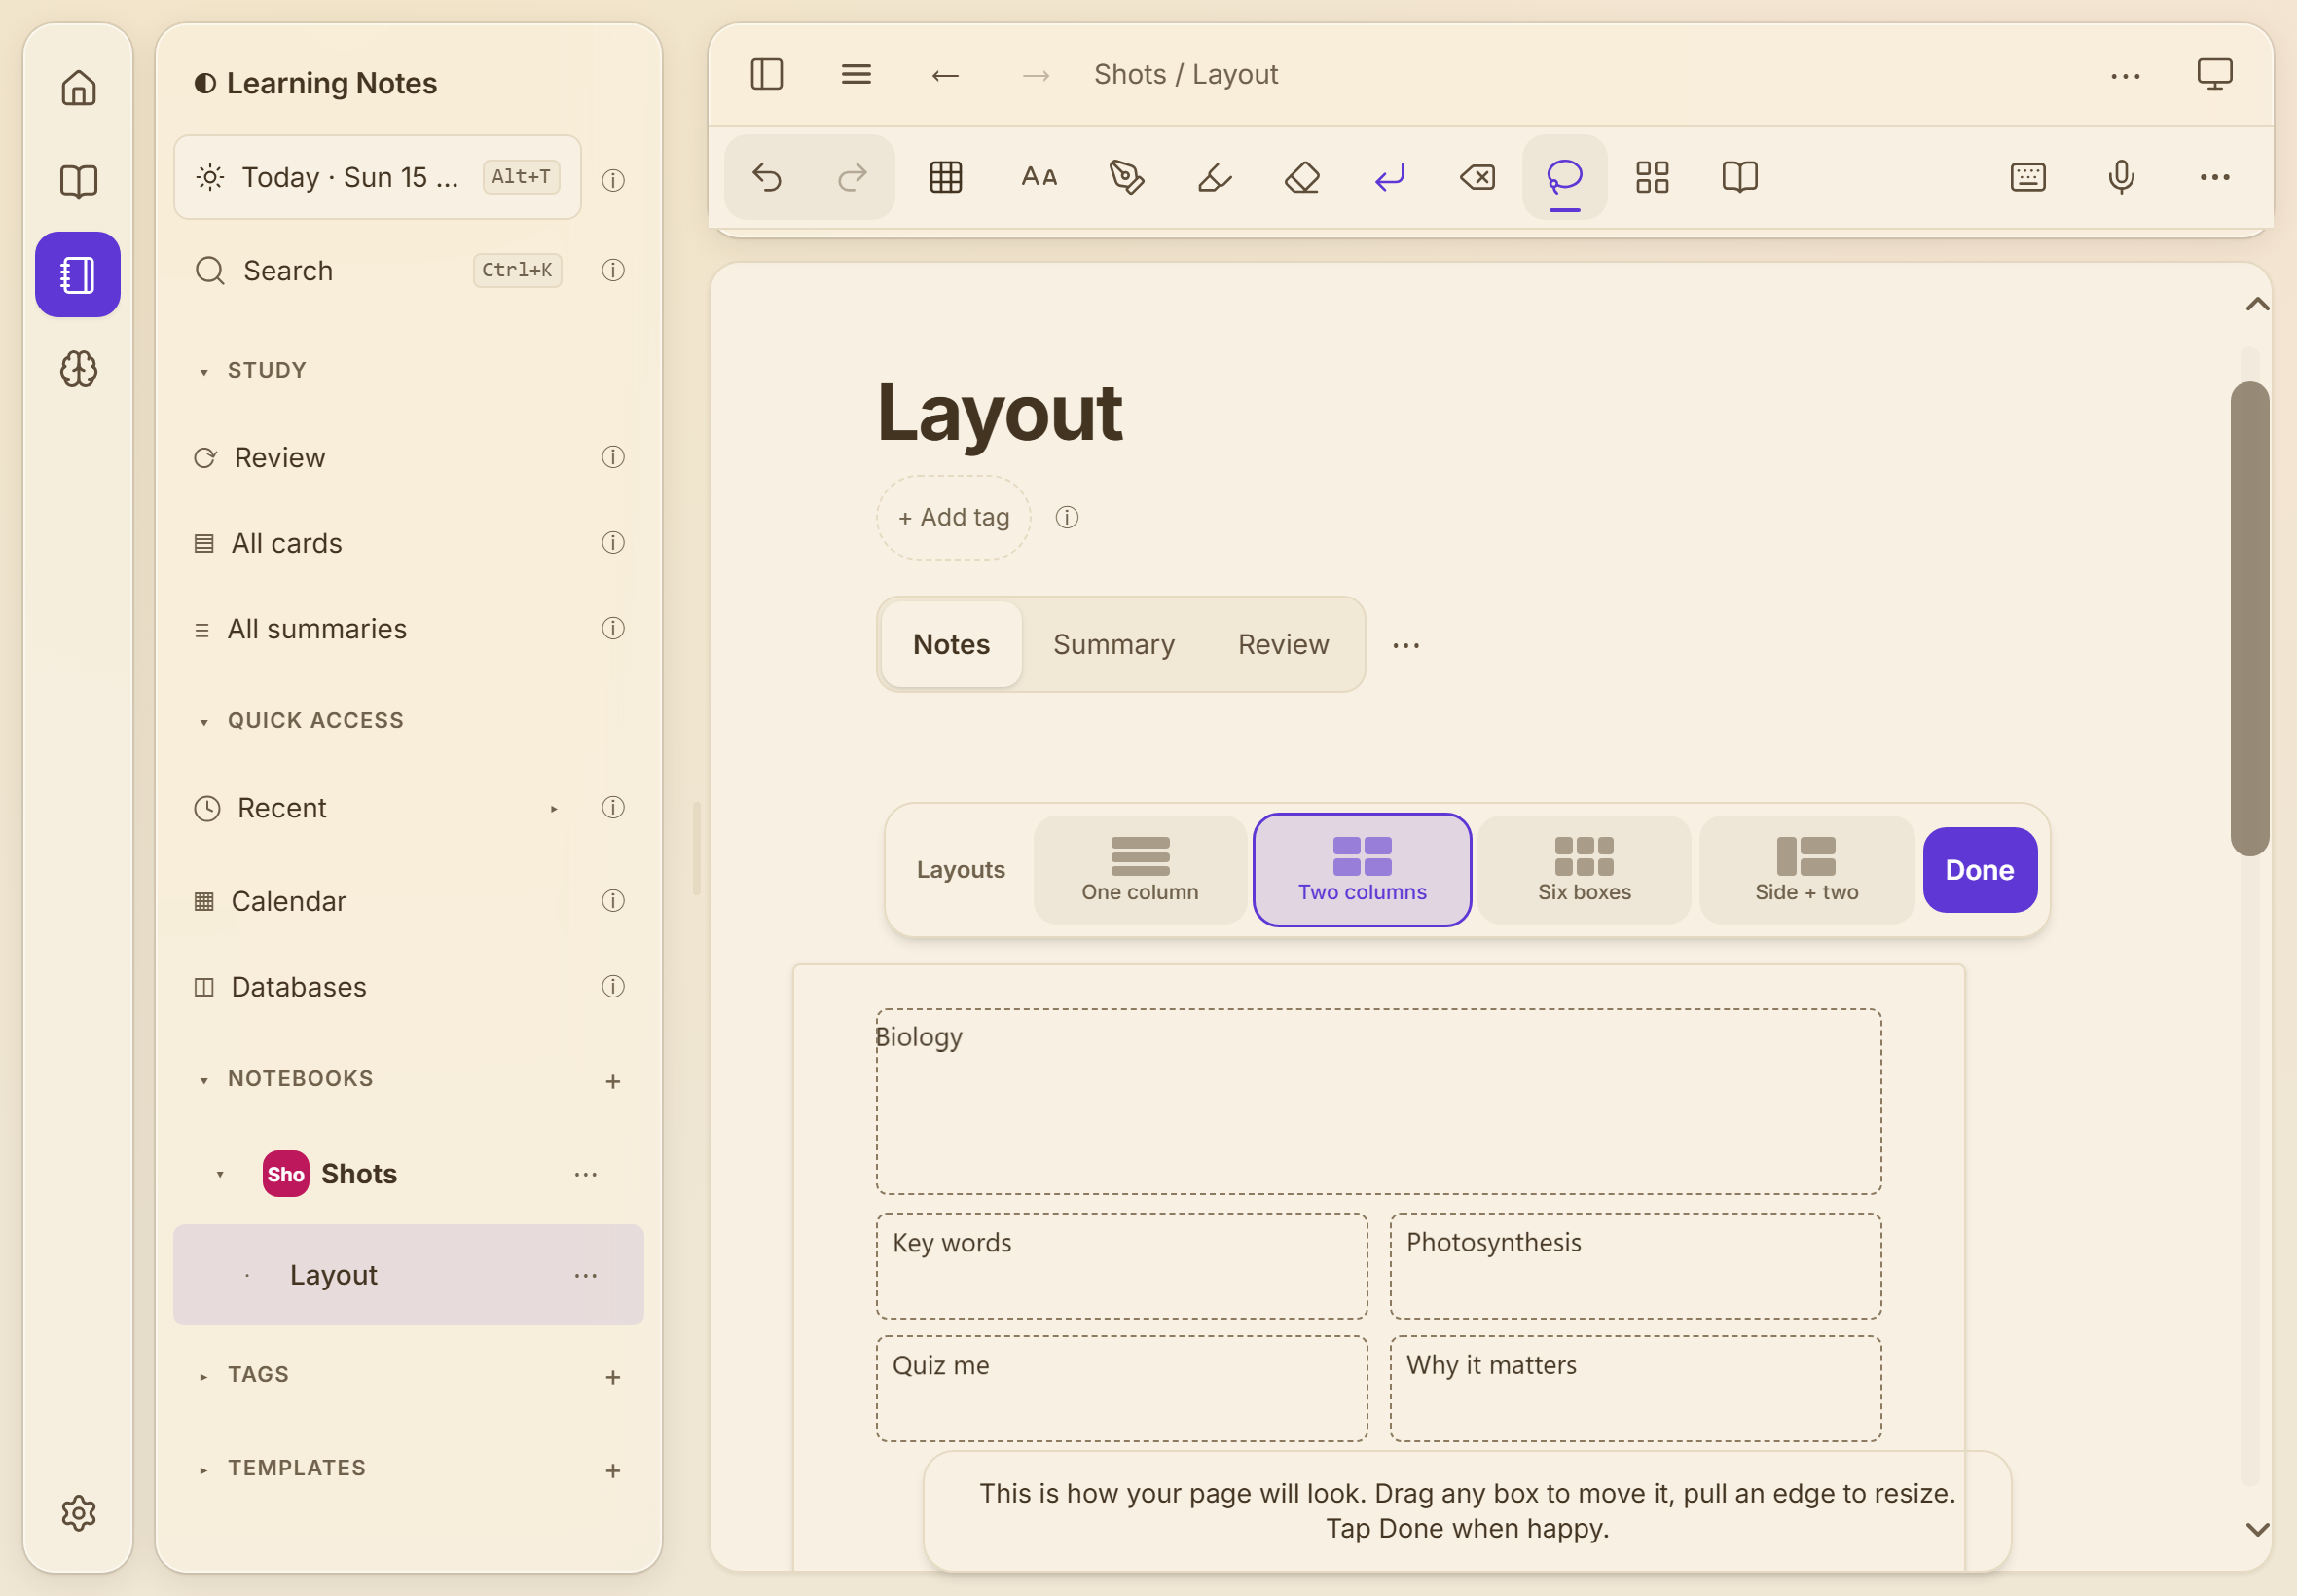 Learning Notes
Today · Sun 15 ... Alt+T
Search Ctrl+K
STUDY
Review
All cards
All summaries
QUICK ACCESS
Recent
Calendar
Databases
NOTEBOOKS +
Sho Shots
Layout
TAGS +
TEMPLATES +
Shots / Layout
AA
Layout
+ Add tag
Notes Summary Review
Layouts
One column
Two columns
Six boxes
Side + two
Done
Biology
Key words
Photosynthesis
Quiz me
Why it matters
This is how your page will look. Drag any box to move it, pull an edge to resize.
Tap Done when happy.